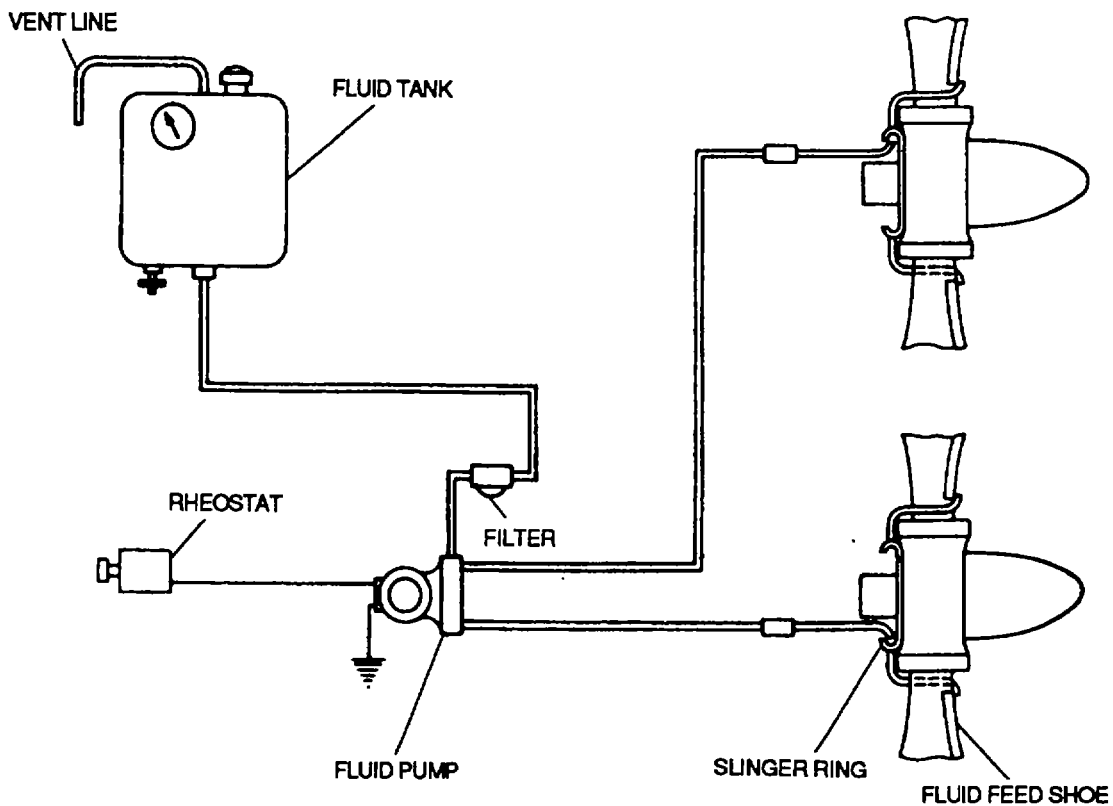 VENT LINE
FLUID TANK
RHEOSTAT
FILTER
FLUID PUMP
SLINGER RING
FLUID FEED SHOE